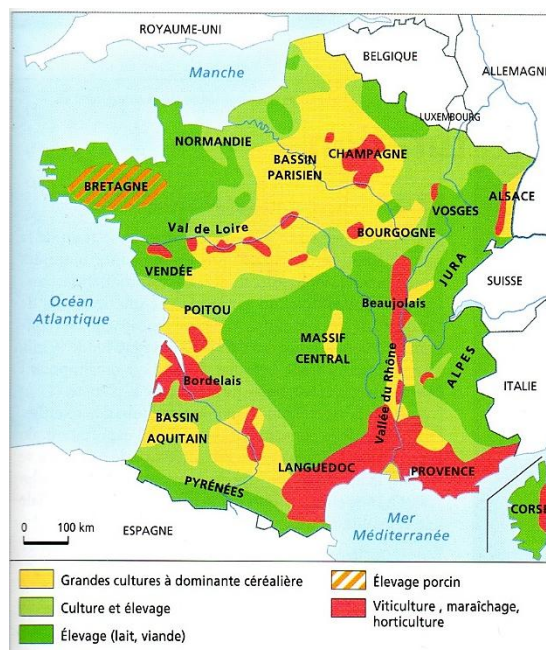 ROYAUME-UNI
BELGIQUE
ALLEMAGNE
Manche
LUXEMBOURG
NORMANDIE
CHAMPAGNE
BASSIN
PARISIEN
BRETAGNE
ALSACE
VOSGES
Val de Loire
BOURGOGNE
VENDÉE
JURA
SUISSE
Océan
Atlantique
POITOU
Beaujolais
MASSIF
CENTRAL
ALPES
ITALIE
Bordelais
Vallée du Rhône
BASSIN
AQUITAIN
LANGUEDOC
PROVENCE
PYRÉNÉES
CORSE
0 100 km
ESPAGNE
Mer
Méditerranée
Grandes cultures à dominante céréalière
Culture et élevage
Élevage (lait, viande)
Élevage porcin
Viticulture , maraîchage,
horticulture